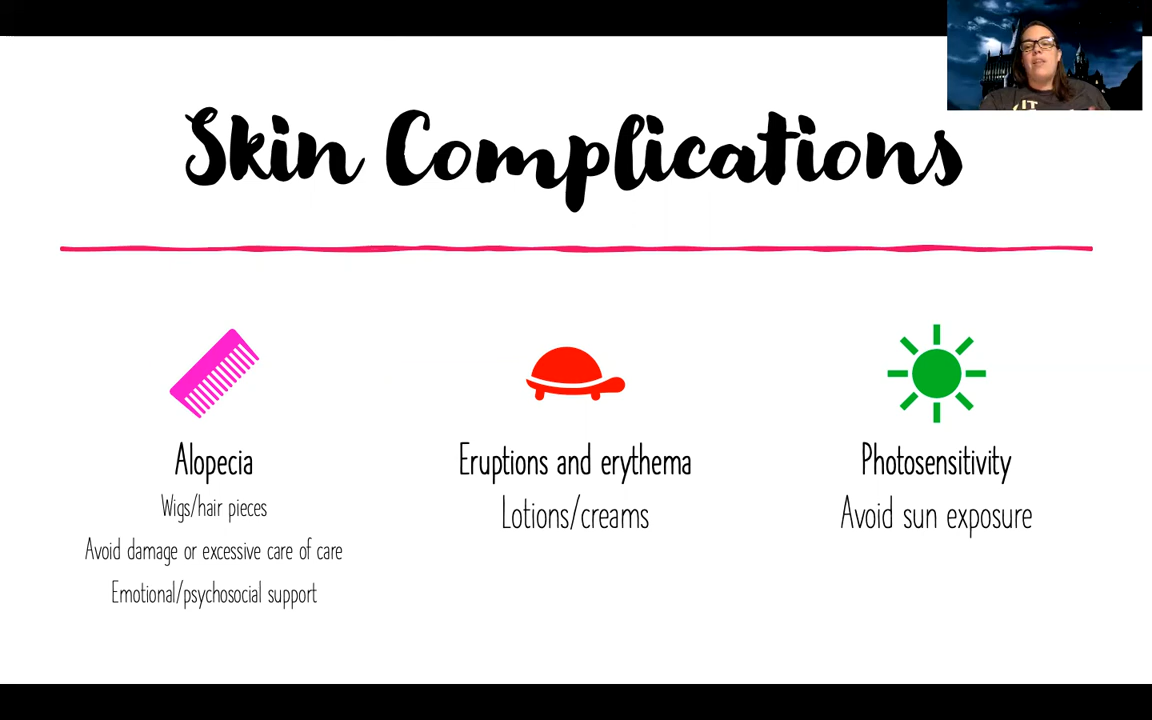 Skin Complications
Alopecia
Wigs/hair pieces
Avoid damage or excessive care of care
Emotional/psychosocial support
Eruptions and erythema
Lotions/creams
Photosensitivity
Avoid sun exposure
IT